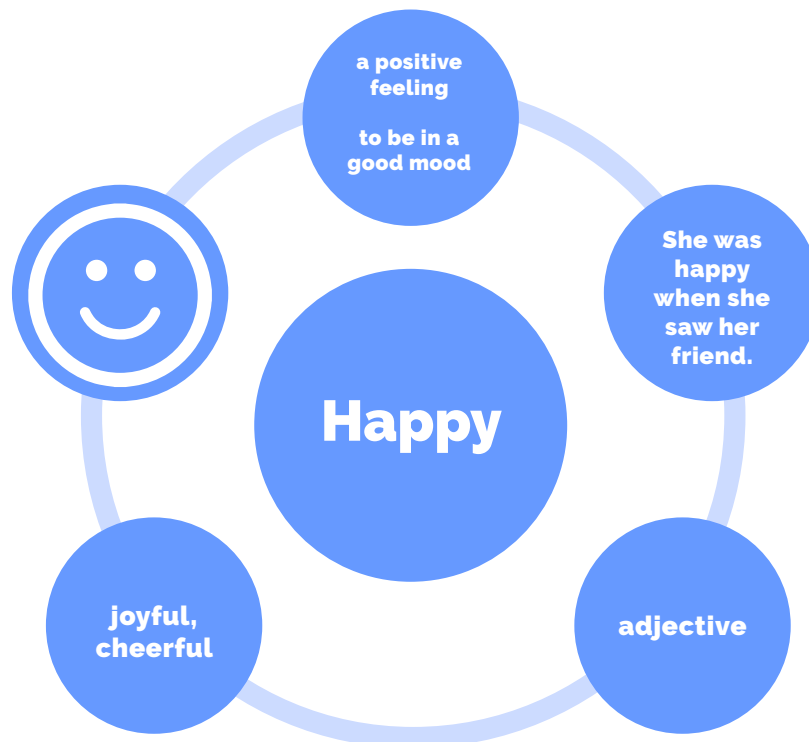 a positive
feeling
to be in a
good mood
She was
happy
when she
saw her
friend.
Happy
joyful,
cheerful
adjective